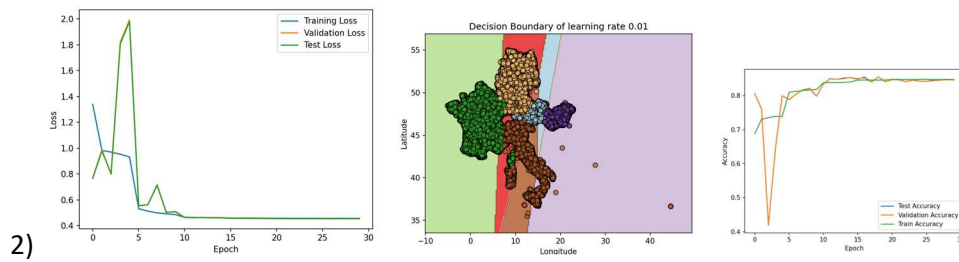 2.0
1.8
1.6
1.4
1.2
1.0
0.8
0.6
0.4
Loss
Training Loss
Validation Loss
Test Loss
0 5 10 15 20 25 30
Epoch
Decision Boundary of learning rate 0.01
55
50
45
40
35
Latitude
−10 0 10 20 30 40
Longitude
0.8
0.7
0.6
0.5
0.4
Accuracy
Test Accuracy
Validation Accuracy
Train Accuracy
0 5 10 15 20 25
Epoch
2)